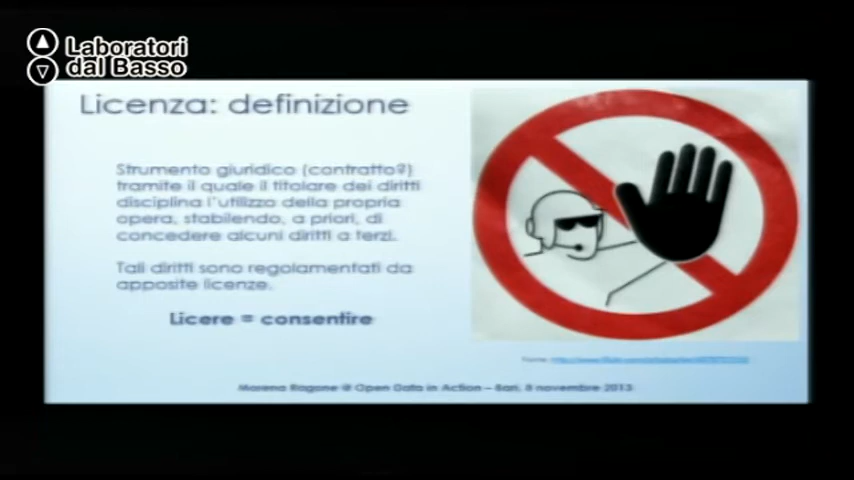 Laboratori
dal Basso
Licenza: definizione
Strumento giuridico (contratto?)
tramite il quale il titolare dei diritti
disciplina l'utilizzo della propria
opera, stabilendo, a priori, di
concedere alcuni diritti a terzi.
Tali diritti sono regolamentati da
apposite licenze.
Licere = consentire
Fonte:
Morena Ragone @ Open Data in Action – Bari, 8 novembre 2013